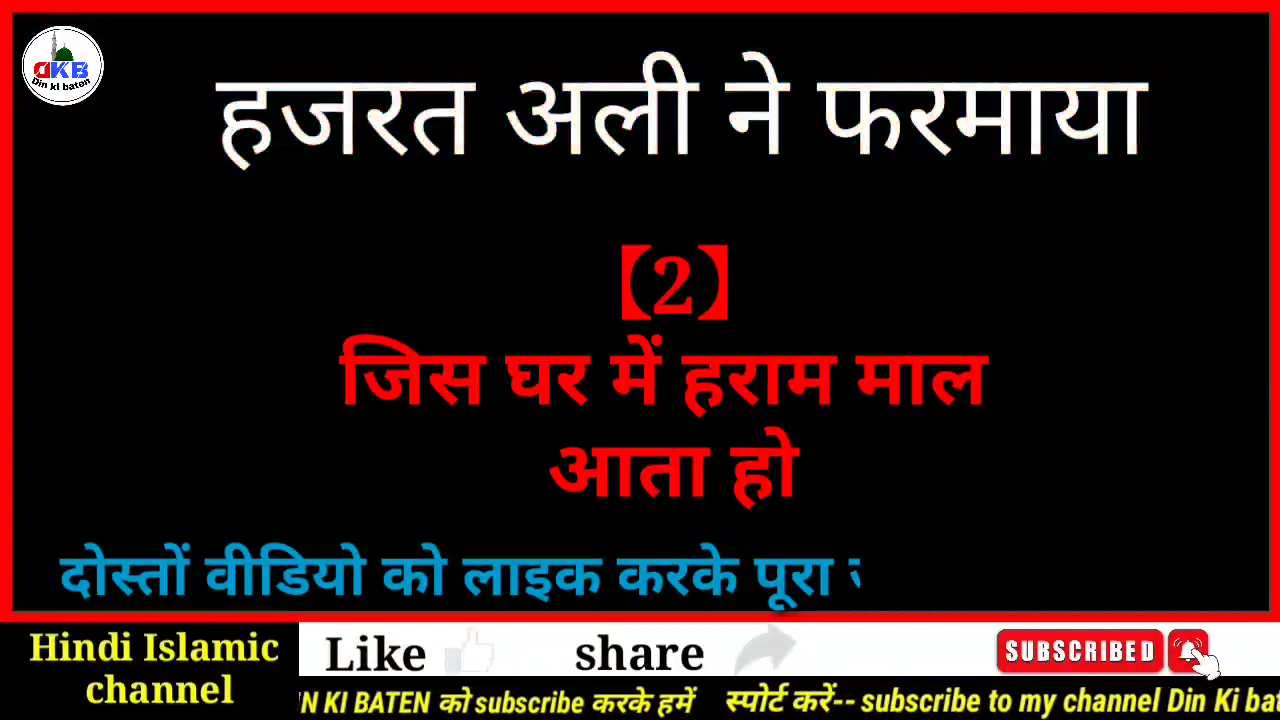 DKB
Din ki baten
हजरत अली ने फरमाया
【2】
जिस घर में हराम माल
आता हो
दोस्तों वीडियो को लाइक करके पूरा
Hindi Islamic
channel
Like
share
SUBSCRIBED
IN KI BATEN को subscribe करके हमें स्पोर्ट करें-- subscribe to my channel Din Ki bat